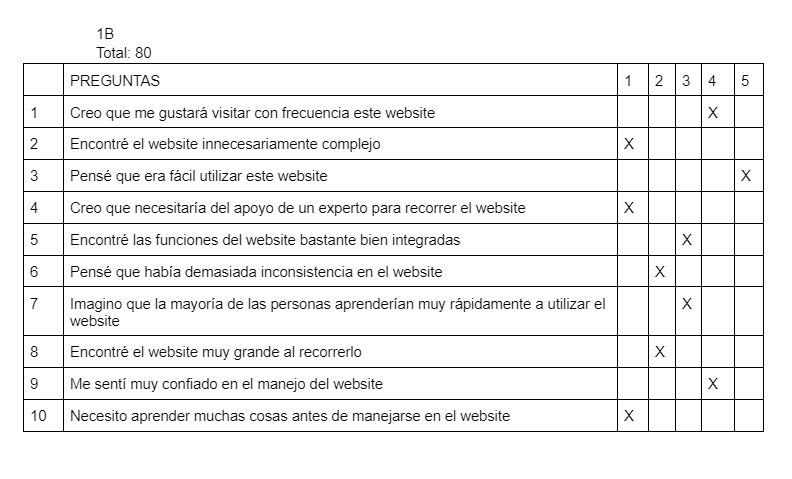 1B
Total: 80
PREGUNTAS 1 2 3 4 5
1 Creo que me gustará visitar con frecuencia este website X
2 Encontré el website innecesariamente complejo X
3 Pensé que era fácil utilizar este website X
4 Creo que necesitaría del apoyo de un experto para recorrer el website X
5 Encontré las funciones del website bastante bien integradas X
6 Pensé que había demasiada inconsistencia en el website X
7 Imagino que la mayoría de las personas aprenderían muy rápidamente a utilizar el X
website
8 Encontré el website muy grande al recorrerlo X
9 Me sentí muy confiado en el manejo del website X
10 Necesito aprender muchas cosas antes de manejarse en el website X